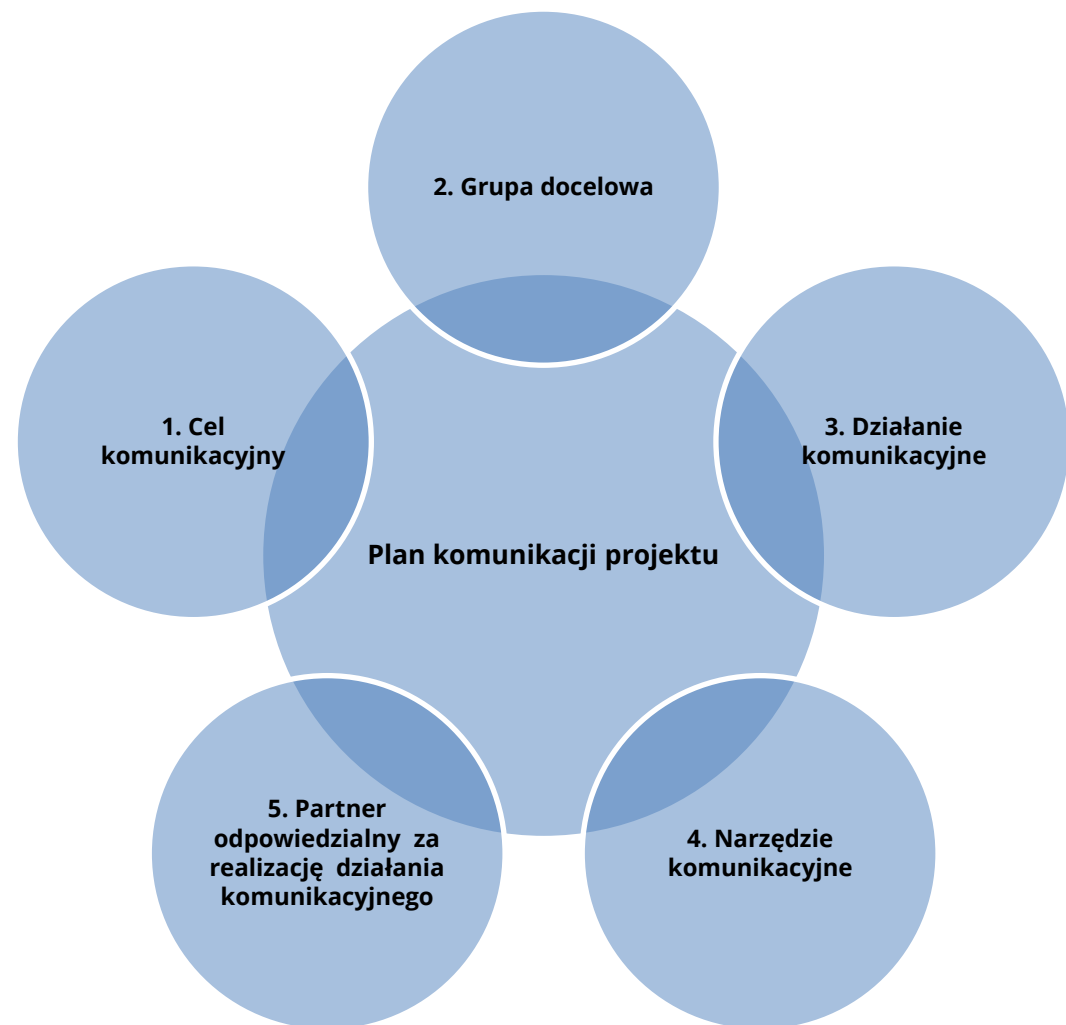 2. Grupa docelowa
1. Cel
komunikacyjny
3. Działanie
komunikacyjne
Plan komunikacji projektu
5. Partner
odpowiedzialny za
realizację działania
komunikacyjnego
4. Narzędzie
komunikacyjne